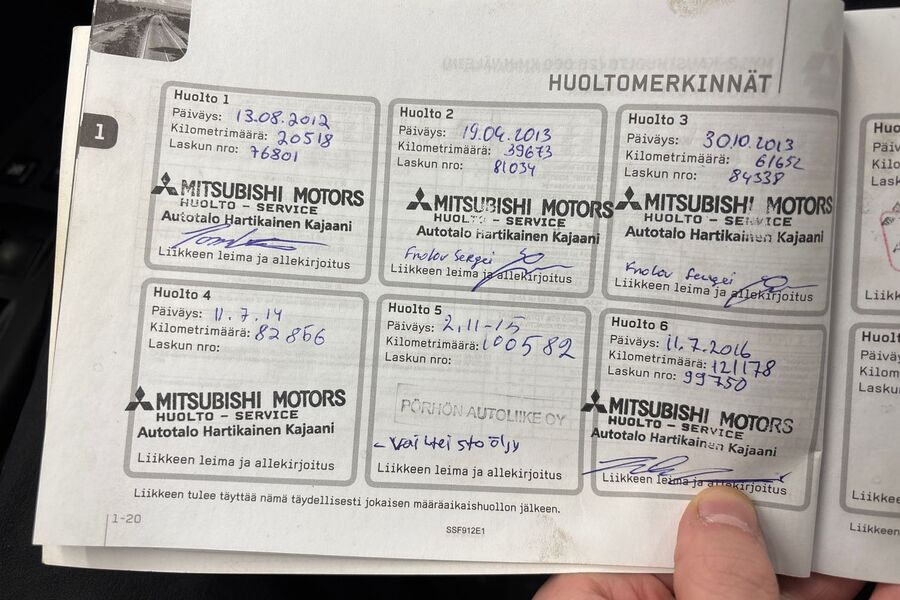 HUOLTOMERKINNÄT
1
Huolto 1
Päiväys: 13.08.2012
Kilometrimäärä: 20518
Laskun nro: 76801
MITSUBISHI MOTORS
HUOLTO - SERVICE
Autotalo Hartikainen Kajaani
Liikkeen leima ja allekirjoitus
Huolto 2
Päiväys: 19.04.2013
Kilometrimäärä: 39673
Laskun nro: 81034
MITSUBISHI MOTORS
HUOLTO - SERVICE
Autotalo Hartikainen Kajaani
Liikkeen leima ja allekirjoitus
Huolto 3
Päiväys: 30.10.2013
Kilometrimäärä: 61652
Laskun nro: 84338
MITSUBISHI MOTORS
HUOLTO - SERVICE
Autotalo Hartikainen Kajaani
Liikkeen leima ja allekirjoitus
Huolto 4
Päiväys: 11.7.14
Kilometrimäärä: 82866
Laskun nro:
MITSUBISHI MOTORS
HUOLTO - SERVICE
Autotalo Hartikainen Kajaani
Liikkeen leima ja allekirjoitus
Huolto 5
Päiväys: 2.11-15
Kilometrimäärä: 100582
Laskun nro:
PÖRHÖN AUTOLIIKE OY
- vaihteistoöljy
Liikkeen leima ja allekirjoitus
Huolto 6
Päiväys: 11.7.2016
Kilometrimäärä: 121178
Laskun nro: 99750
MITSUBISHI MOTORS
HUOLTO - SERVICE
Autotalo Hartikainen Kajaani
Liikkeen leima ja allekirjoitus
Liikkeen tulee täyttää nämä täydellisesti jokaisen määräaikaishuollon jälkeen.
1-20
SSF912E1